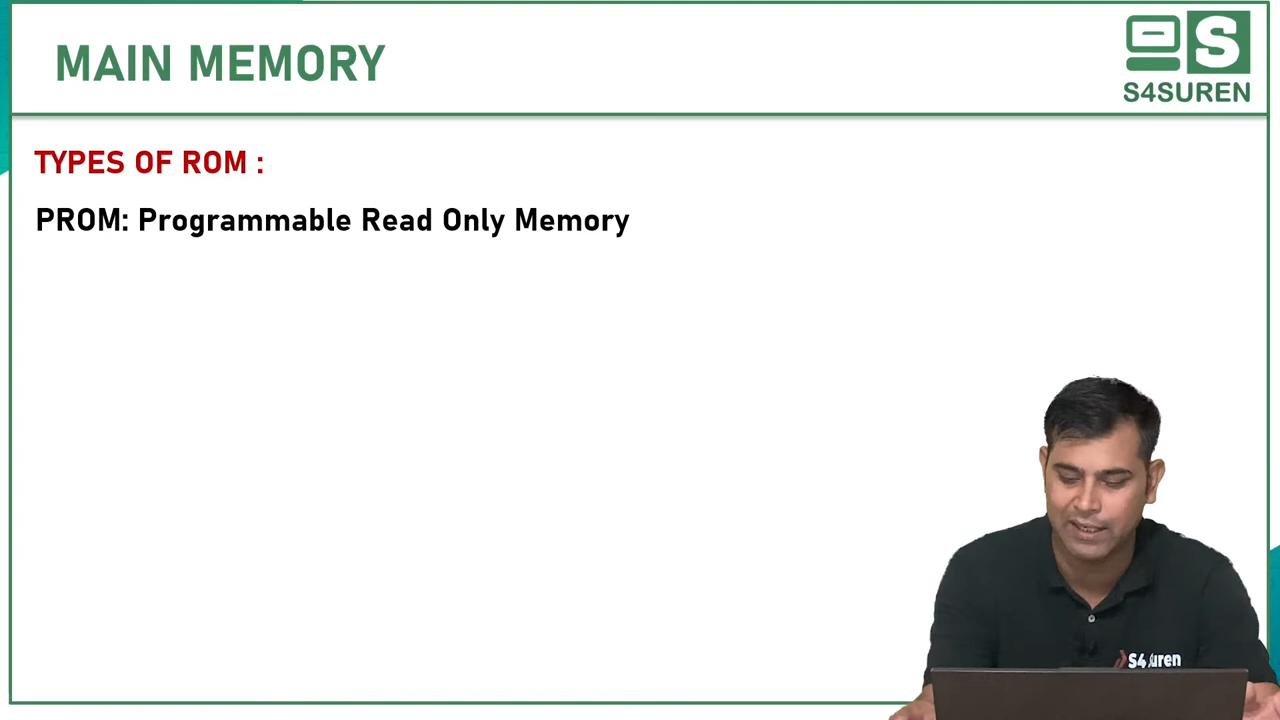 MAIN MEMORY
S
S4SUREN
TYPES OF ROM :
PROM: Programmable Read Only Memory
S4Suren